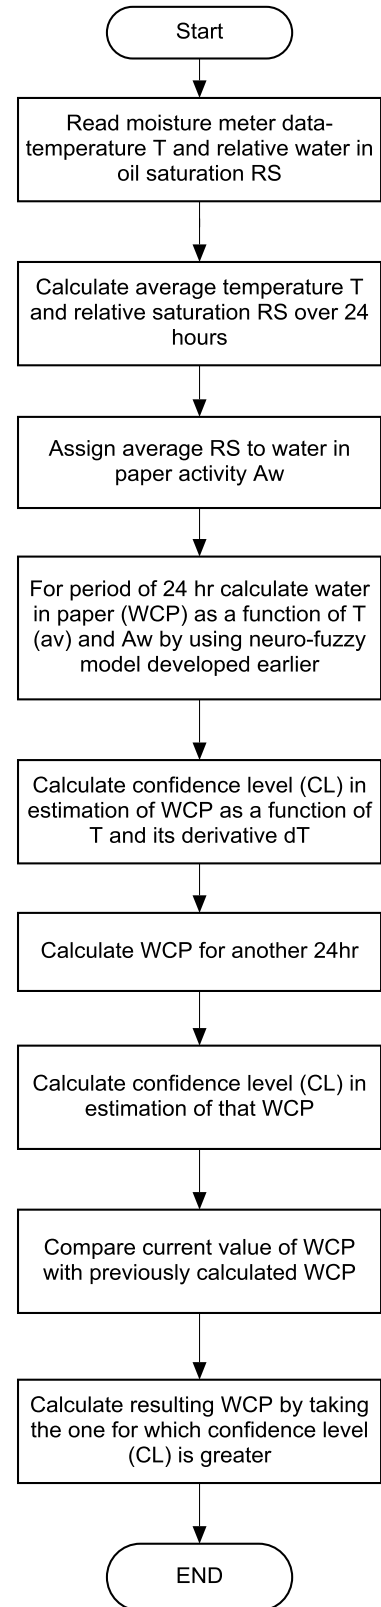 Start
Read moisture meter data-
temperature T and relative water in
oil saturation RS
Calculate average temperature T
and relative saturation RS over 24
hours
Assign average RS to water in
paper activity Aw
For period of 24 hr calculate water
in paper (WCP) as a function of T
(av) and Aw by using neuro-fuzzy
model developed earlier
Calculate confidence level (CL) in
estimation of WCP as a function of
T and its derivative dT
Calculate WCP for another 24hr
Calculate confidence level (CL) in
estimation of that WCP
Compare current value of WCP
with previously calculated WCP
Calculate resulting WCP by taking
the one for which confidence level
(CL) is greater
END